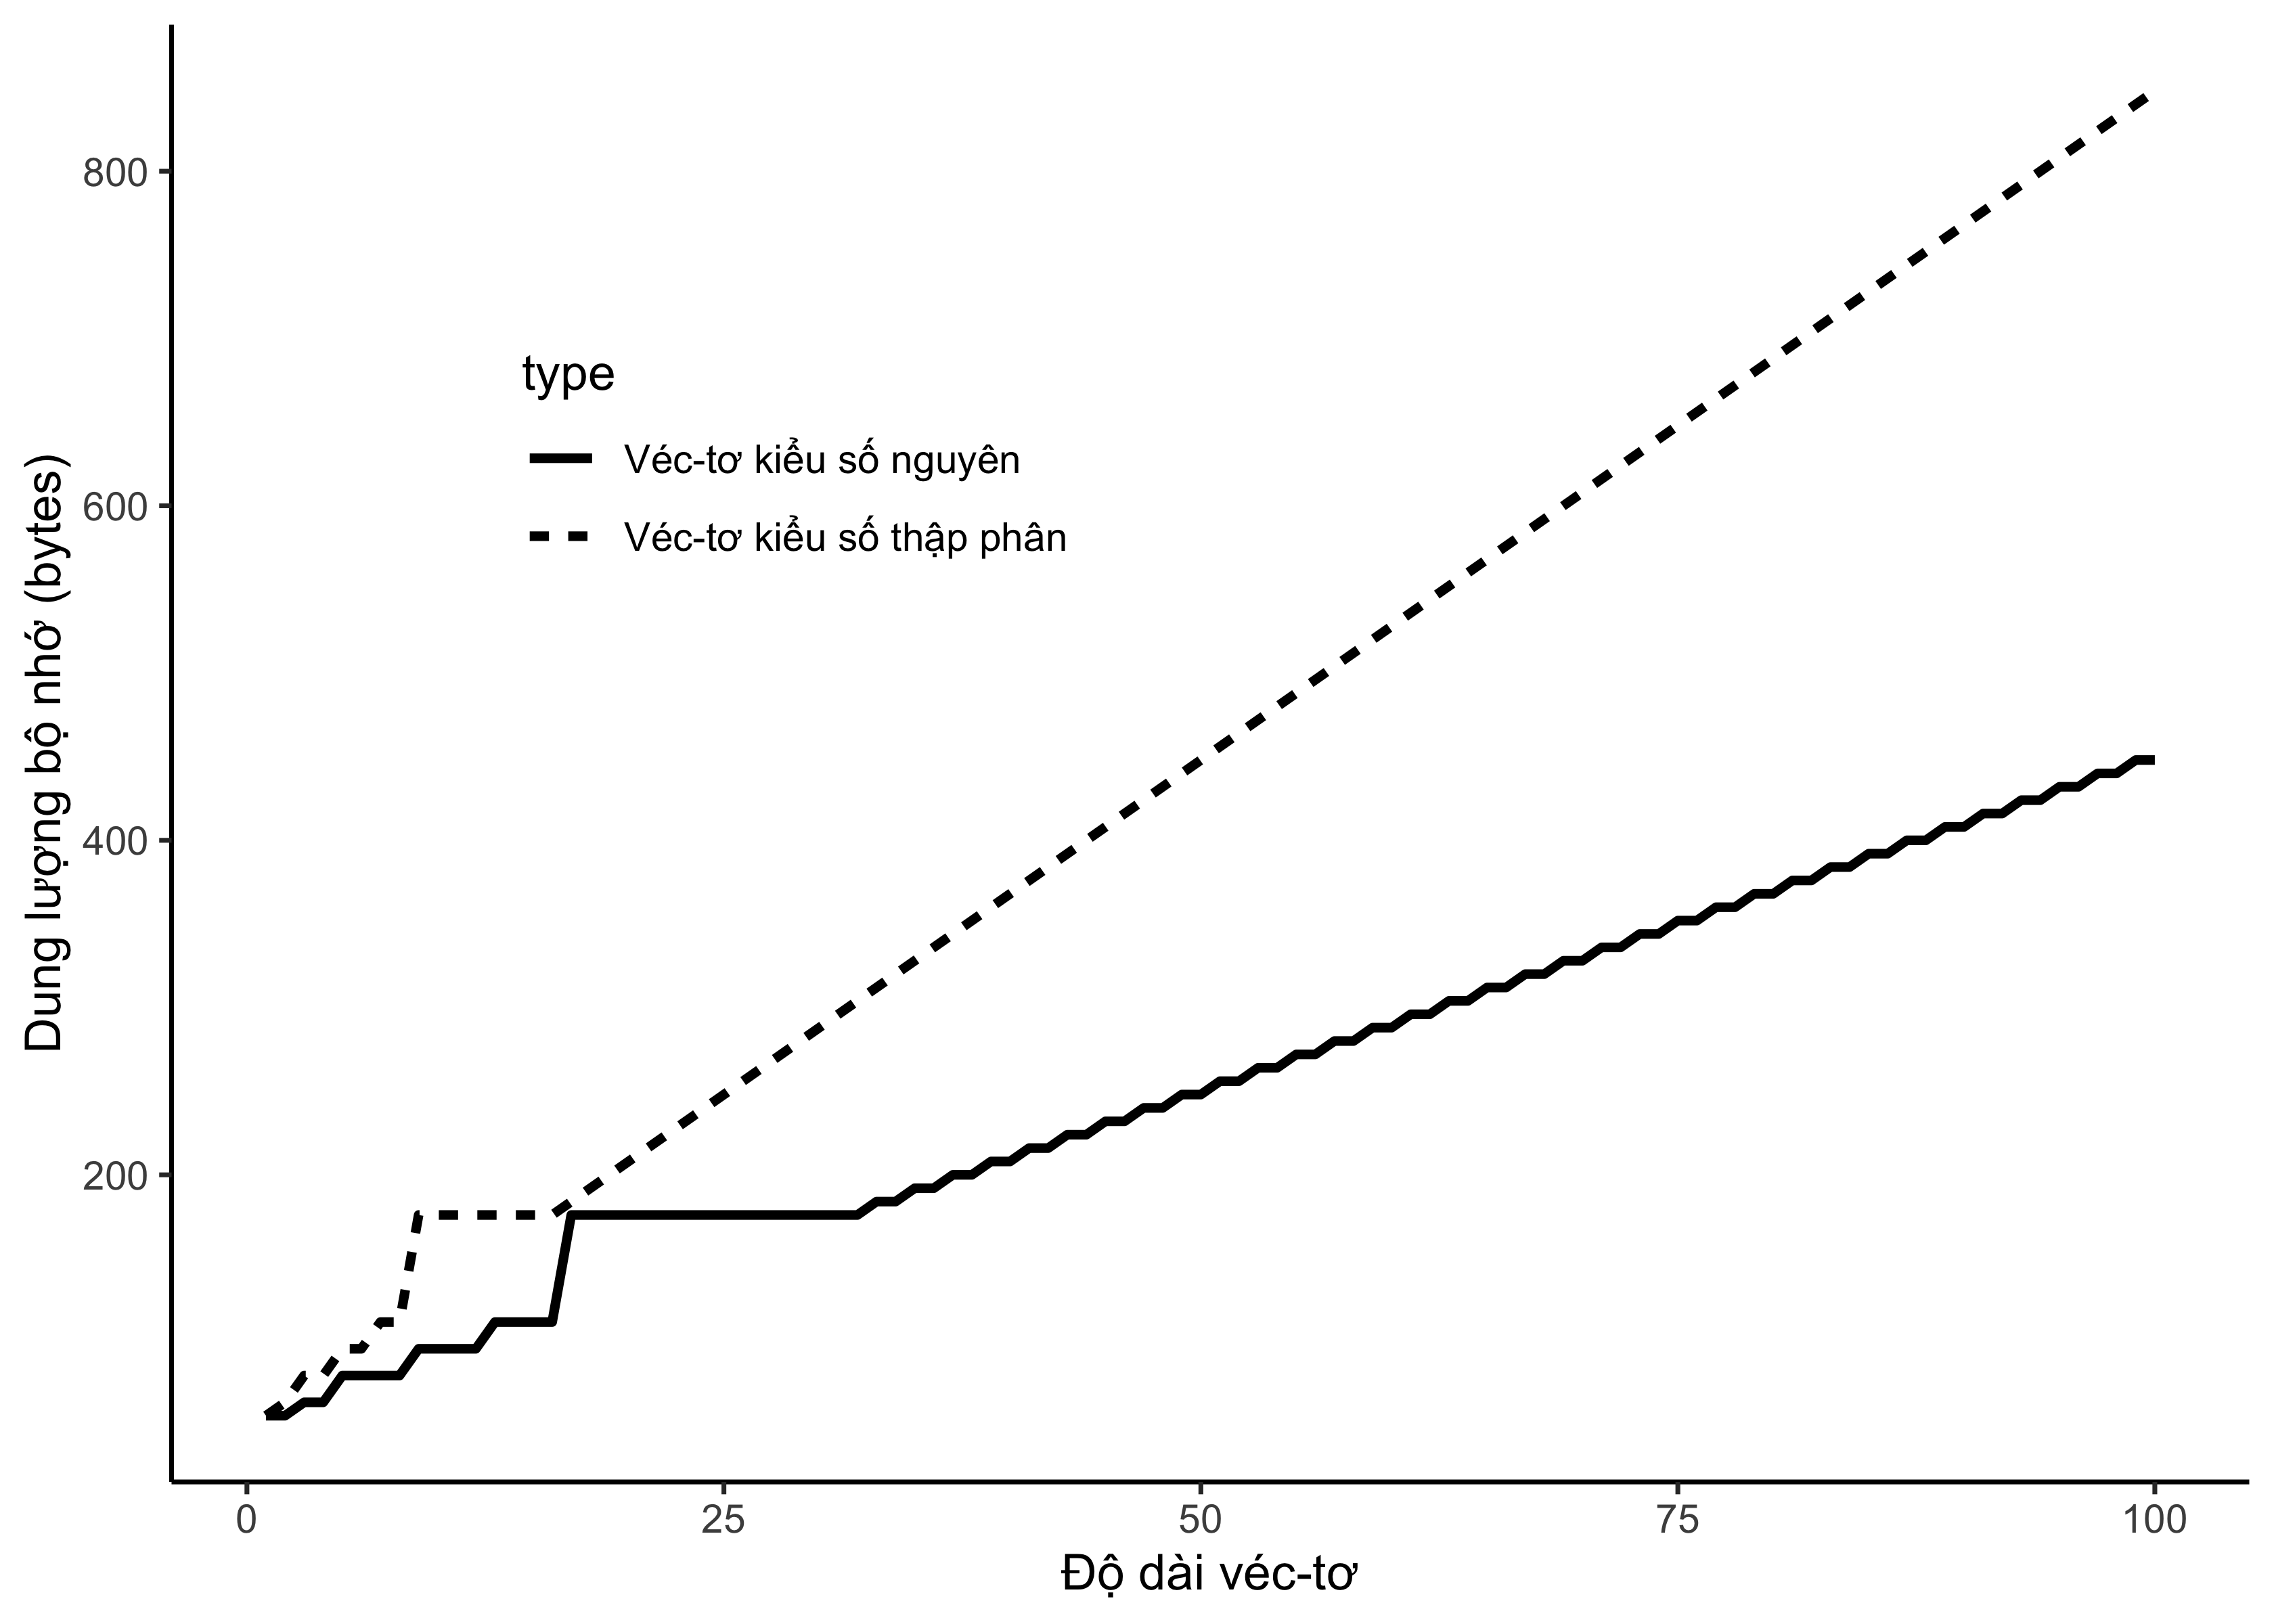 800
600
400
200
Dung lượng bộ nhớ (bytes)
type
Véc-tơ kiểu số nguyên
Véc-tơ kiểu số thập phân
0 25 50 75 100
Độ dài véc-tơ